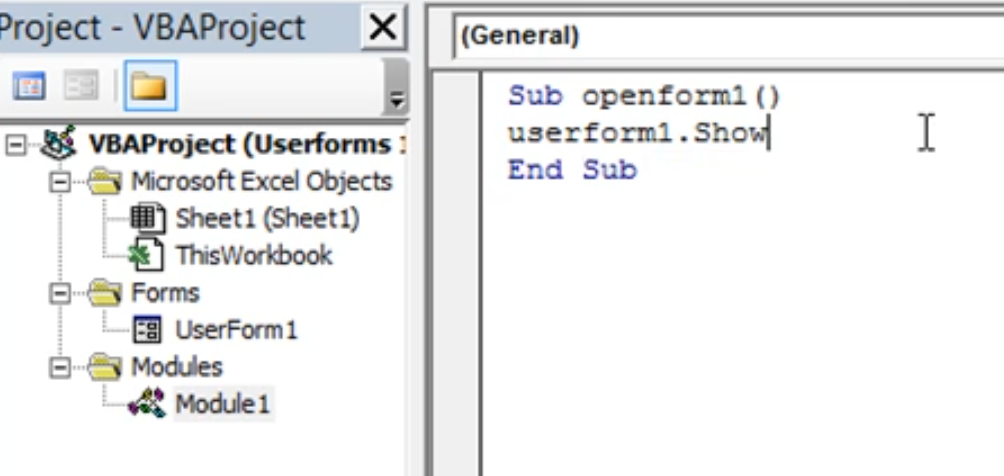 Project - VBAProject
VBAProject (Userforms 1
Microsoft Excel Objects
Sheet1 (Sheet1)
ThisWorkbook
Forms
UserForm1
Modules
Module1
(General)
Sub openform1()
userform1.Show
End Sub